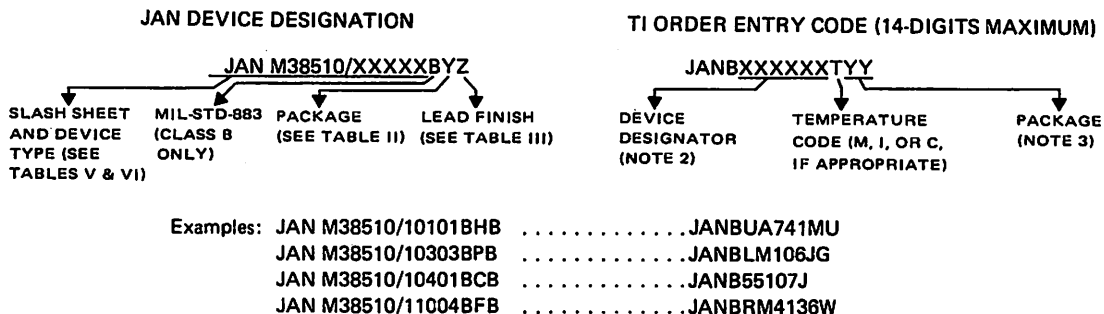 JAN DEVICE DESIGNATION
JAN M38510/XXXXXBYZ
SLASH SHEET
AND DEVICE
TYPE (SEE
TABLES V & VI)
MIL-STD-883
(CLASS B
ONLY)
PACKAGE
(SEE TABLE II)
LEAD FINISH
(SEE TABLE III)
TI ORDER ENTRY CODE (14-DIGITS MAXIMUM)
JANBXXXXXXTYY
DEVICE
DESIGNATOR
(NOTE 2)
TEMPERATURE
CODE (M, I, OR C,
IF APPROPRIATE)
PACKAGE
(NOTE 3)
Examples: JAN M38510/10101BHB . . . . . . . . . . . . . JANBUA741MU
JAN M38510/10303BPB . . . . . . . . . . . . . JANBLM106JG
JAN M38510/10401BCB . . . . . . . . . . . . . JANB55107J
JAN M38510/11004BFB . . . . . . . . . . . . . JANBRM4136W